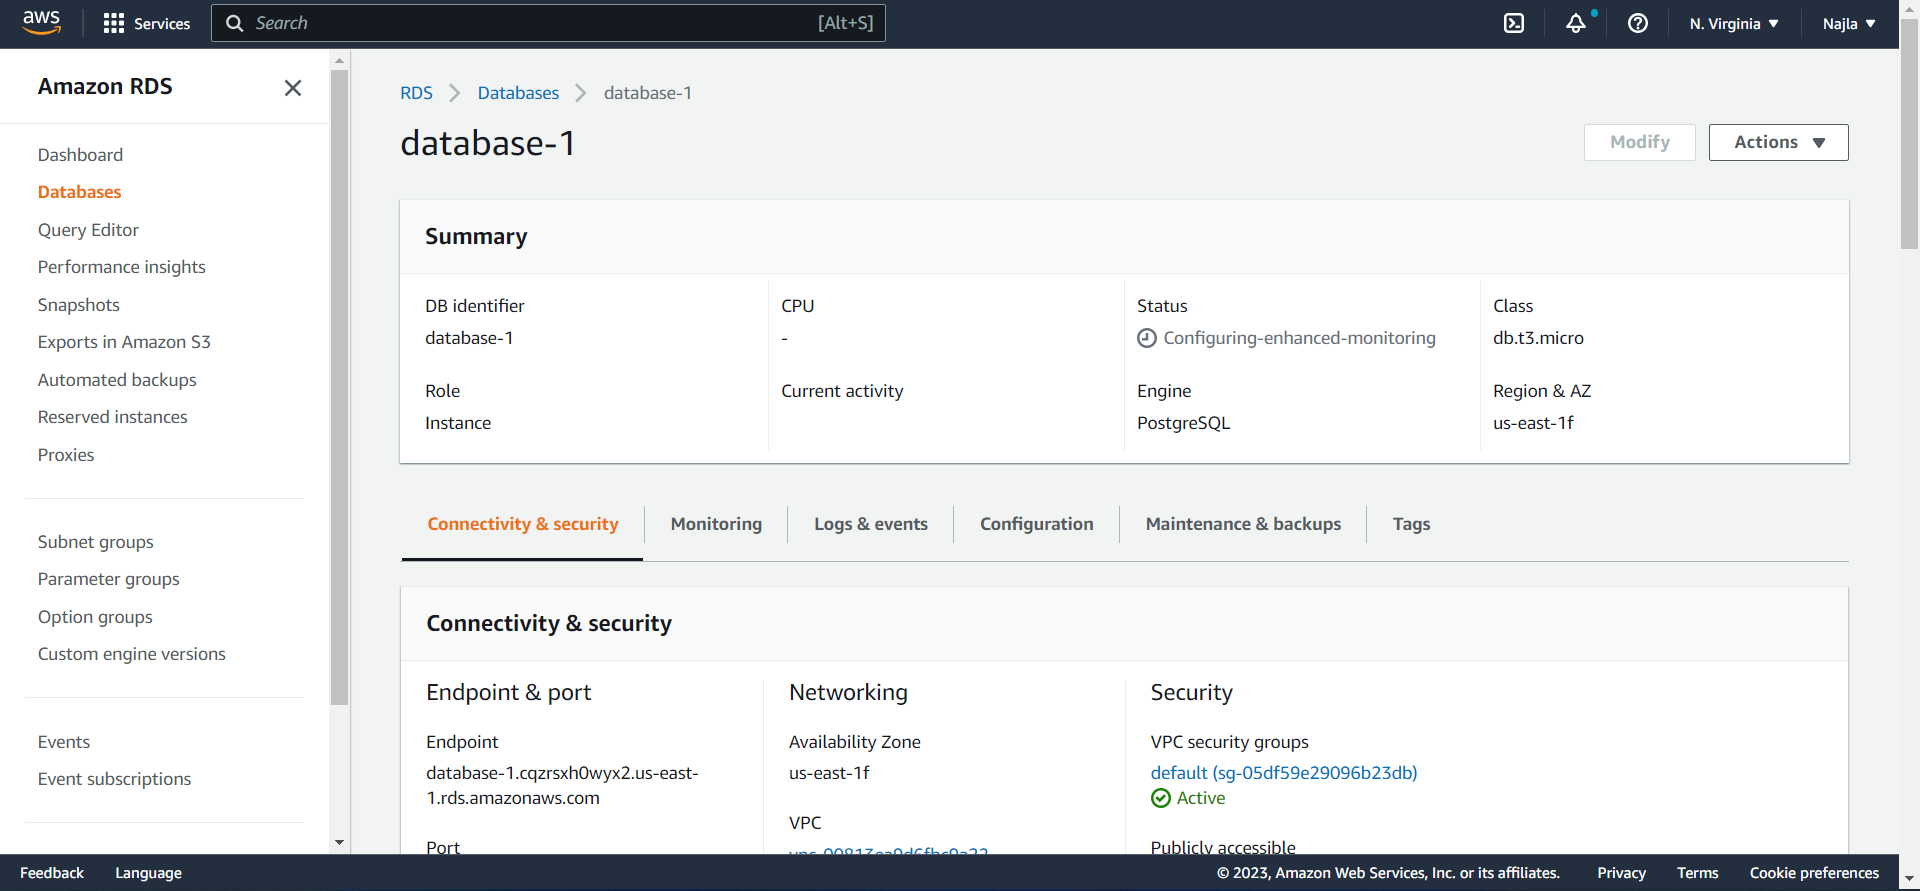 aws
Services
Search
[Alt+S]
N. Virginia
Najla
Amazon RDS
Dashboard
Databases
Query Editor
Performance insights
Snapshots
Exports in Amazon S3
Automated backups
Reserved instances
Proxies
Subnet groups
Parameter groups
Option groups
Custom engine versions
Events
Event subscriptions
RDS
Databases
database-1
database-1
Modify
Actions
Summary
DB identifier
database-1
CPU
-
Status
Configuring-enhanced-monitoring
Class
db.t3.micro
Role
Instance
Current activity
Engine
PostgreSQL
Region & AZ
us-east-1f
Connectivity & security
Monitoring
Logs & events
Configuration
Maintenance & backups
Tags
Connectivity & security
Endpoint & port
Endpoint
database-1.cqzrsxh0wyx2.us-east-
1.rds.amazonaws.com
Port
Networking
Availability Zone
us-east-1f
VPC
Security
VPC security groups
default (sg-05df59e29096b23db)
Active
Publicly accessible
Feedback
Language
© 2023, Amazon Web Services, Inc. or its affiliates.
Privacy
Terms
Cookie preferences